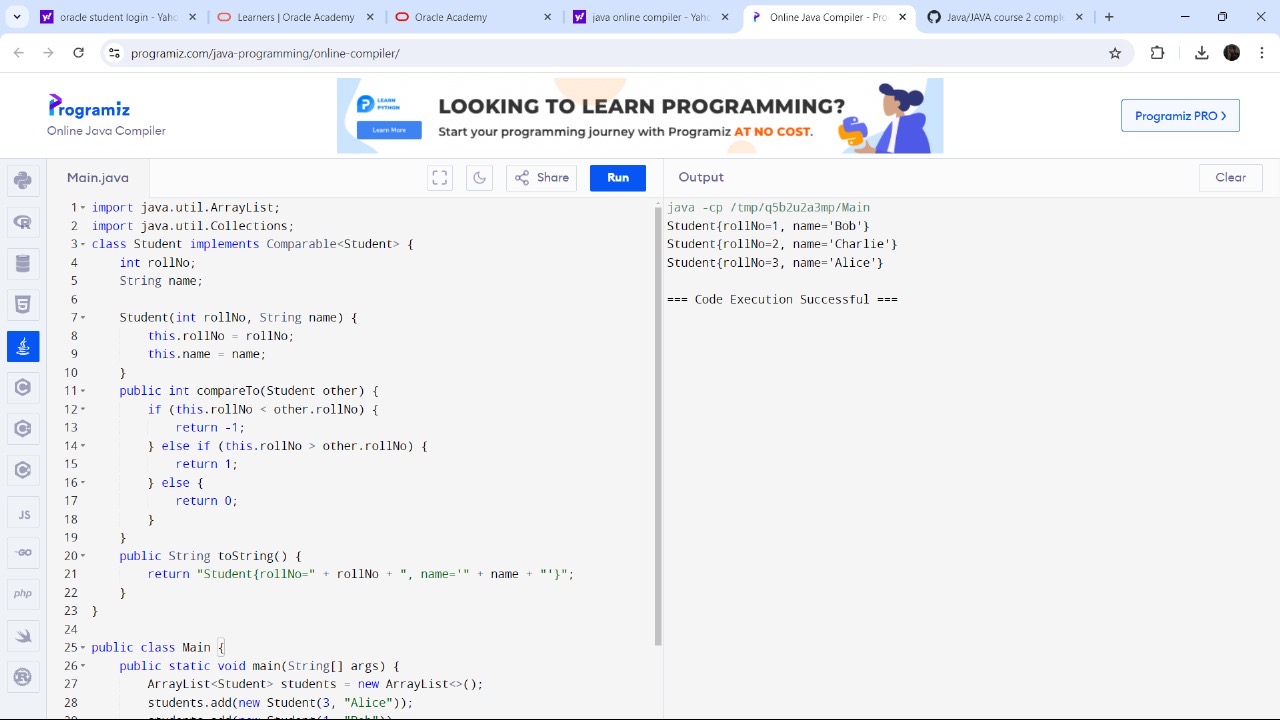 oracle student login - Yaho
Learners | Oracle Academy
Oracle Academy
java online compiler - Yaho
Online Java Compiler - Pro
Java/JAVA course 2 comple
programiz.com/java-programming/online-compiler/
Programiz
Online Java Compiler
LEARN
PYTHON
Learn More
LOOKING TO LEARN PROGRAMMING?
Start your programming journey with Programiz AT NO COST.
Programiz PRO
Main.java
Share
Run
Output
Clear
1 import java.util.ArrayList;
2 import java.util.Collections;
3 class Student implements Comparable<Student> {
4 int rollNo;
5 String name;
6
7 Student(int rollNo, String name) {
8 this.rollNo = rollNo;
9 this.name = name;
10 }
11 public int compareTo(Student other) {
12 if (this.rollNo < other.rollNo) {
13 return -1;
14 } else if (this.rollNo > other.rollNo) {
15 return 1;
16 } else {
17 return 0;
18 }
19 }
20 public String toString() {
21 return "Student{rollNo=" + rollNo + ", name='" + name + "'}";
22 }
23 }
24
25 public class Main {
26 public static void main(String[] args) {
27 ArrayList<Student> students = new ArrayList<>();
28 students.add(new Student(3, "Alice"));
29 students.add(new Student(1, "Bob"))
java -cp /tmp/q5b2u2a3mp/Main
Student{rollNo=1, name='Bob'}
Student{rollNo=2, name='Charlie'}
Student{rollNo=3, name='Alice'}
=== Code Execution Successful ===
JS
GO
php